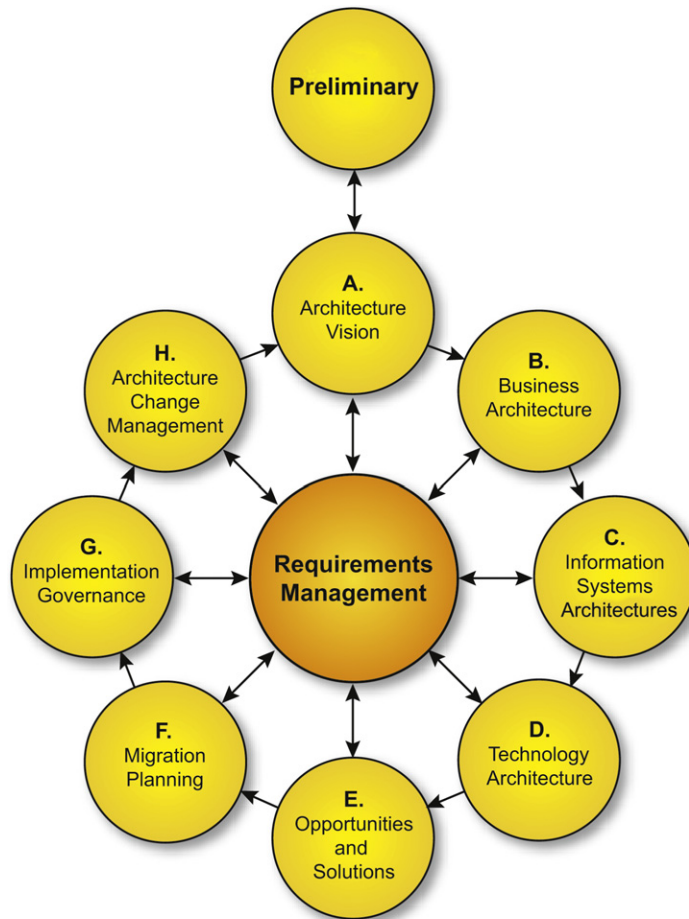 Preliminary
A.
Architecture
Vision
B.
Business
Architecture
C.
Information
Systems
Architectures
D.
Technology
Architecture
E.
Opportunities
and
Solutions
F.
Migration
Planning
G.
Implementation
Governance
H.
Architecture
Change
Management
Requirements
Management